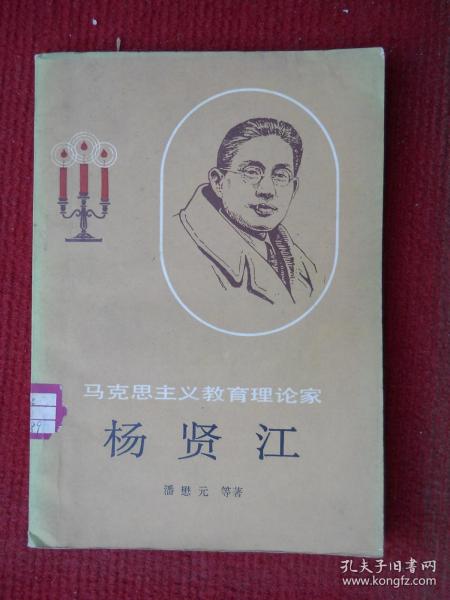 马克思主义教育理论家
杨贤江
潘懋元 等著
孔夫子旧书网
www.kongfz.com